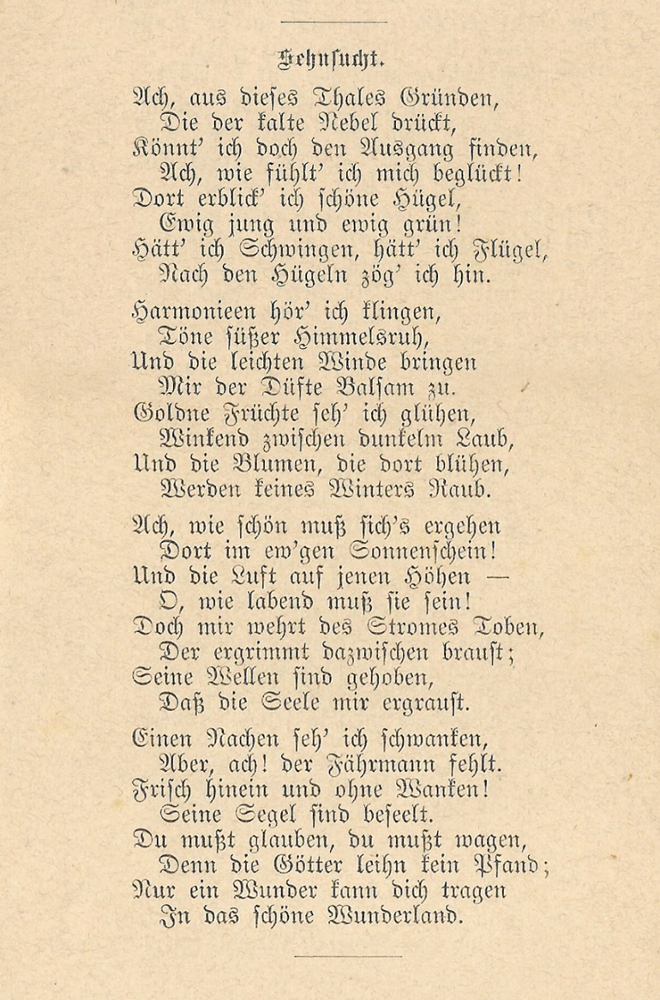 Sehnsucht.
Ach, aus dieses Thales Gründen,
Die der kalte Nebel drückt,
Könnt’ ich doch den Ausgang finden,
Ach, wie fühlt’ ich mich beglückt!
Dort erblick’ ich schöne Hügel,
Ewig jung und ewig grün!
Hätt’ ich Schwingen, hätt’ ich Flügel,
Nach den Hügeln zög’ ich hin.
Harmonieen hör’ ich klingen,
Töne süßer Himmelsruh,
Und die leichten Winde bringen
Mir der Düfte Balsam zu.
Goldne Früchte seh’ ich glühen,
Winkend zwischen dunkelm Laub,
Und die Blumen, die dort blühen,
Werden keines Winters Raub.
Ach, wie schön muß sich’s ergehen
Dort im ew’gen Sonnenschein!
Und die Luft auf jenen Höhen —
O, wie labend muß sie sein!
Doch mir wehrt des Stromes Toben,
Der ergrimmt dazwischen braust;
Seine Wellen sind gehoben,
Daß die Seele mir ergraust.
Einen Nachen seh’ ich schwanken,
Aber, ach! der Fährmann fehlt.
Frisch hinein und ohne Wanken!
Seine Segel sind beseelt.
Du mußt glauben, du mußt wagen,
Denn die Götter leihn kein Pfand;
Nur ein Wunder kann dich tragen
In das schöne Wunderland.